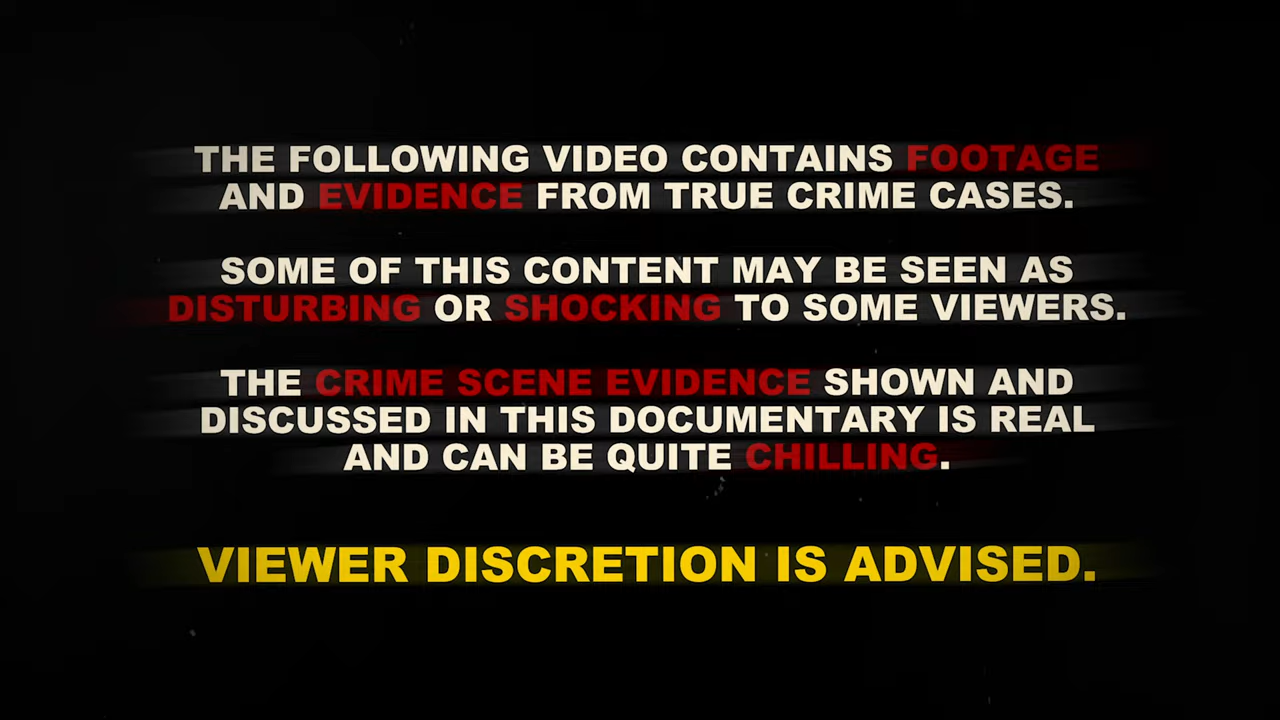 THE FOLLOWING VIDEO CONTAINS FOOTAGE
AND EVIDENCE FROM TRUE CRIME CASES.
SOME OF THIS CONTENT MAY BE SEEN AS
DISTURBING OR SHOCKING TO SOME VIEWERS.
THE CRIME SCENE EVIDENCE SHOWN AND
DISCUSSED IN THIS DOCUMENTARY IS REAL
AND CAN BE QUITE CHILLING.
VIEWER DISCRETION IS ADVISED.